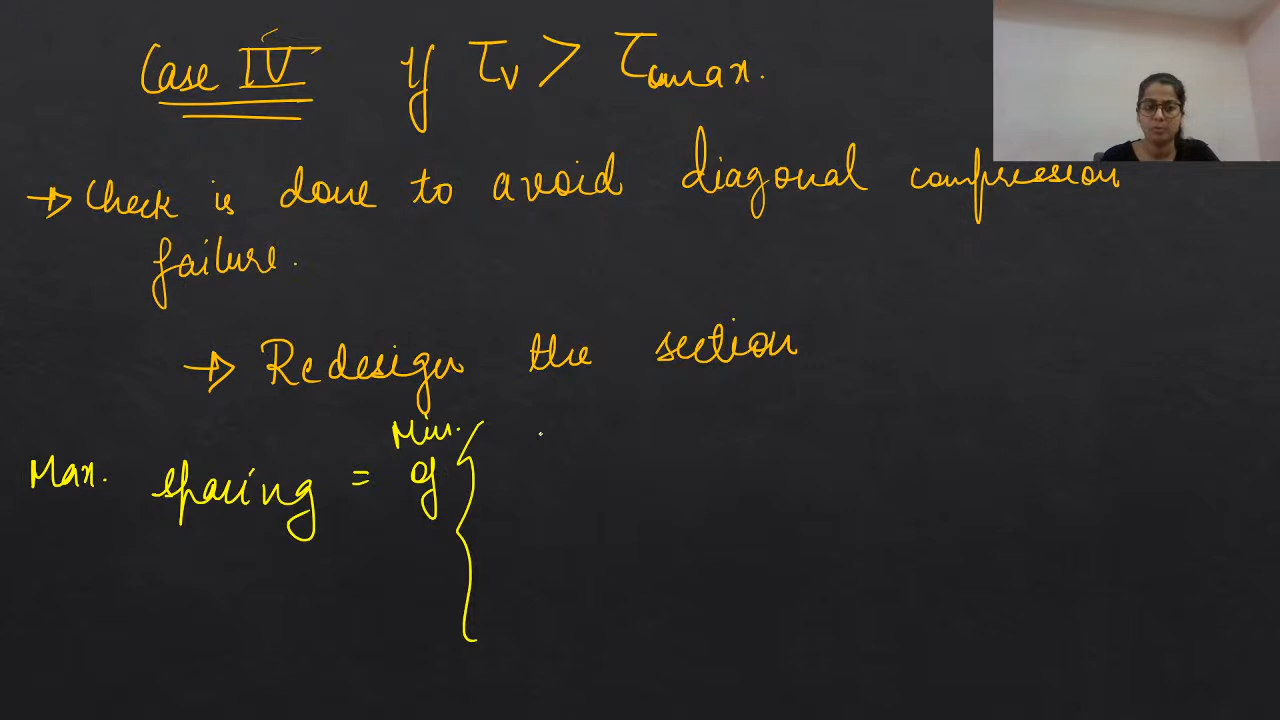 Case IV if τv > τcmax.
→ Check is done to avoid diagonal compression
failure.
→ Redesign the section
Max. spacing = Min. of {